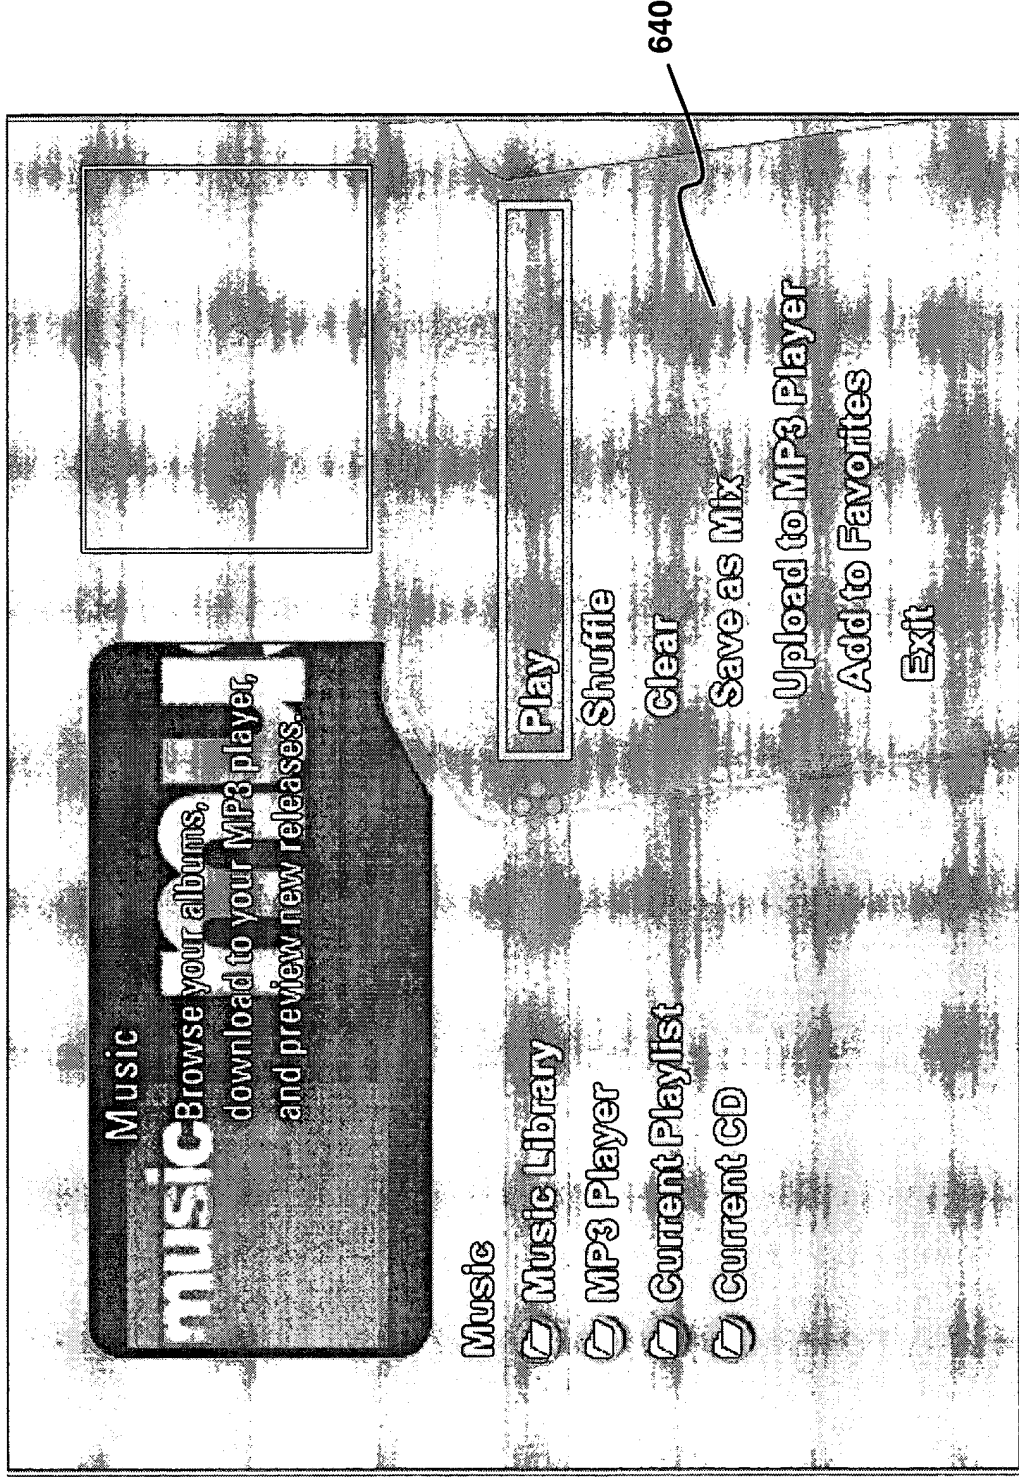 Music
music
Browse your albums,
download to your MP3 player,
and preview new releases.
Music
Music Library
MP3 Player
Current Playlist
Current CD
Play
Shuffle
Clear
Save as Mix
Upload to MP3 Player
Add to Favorites
Exit
640